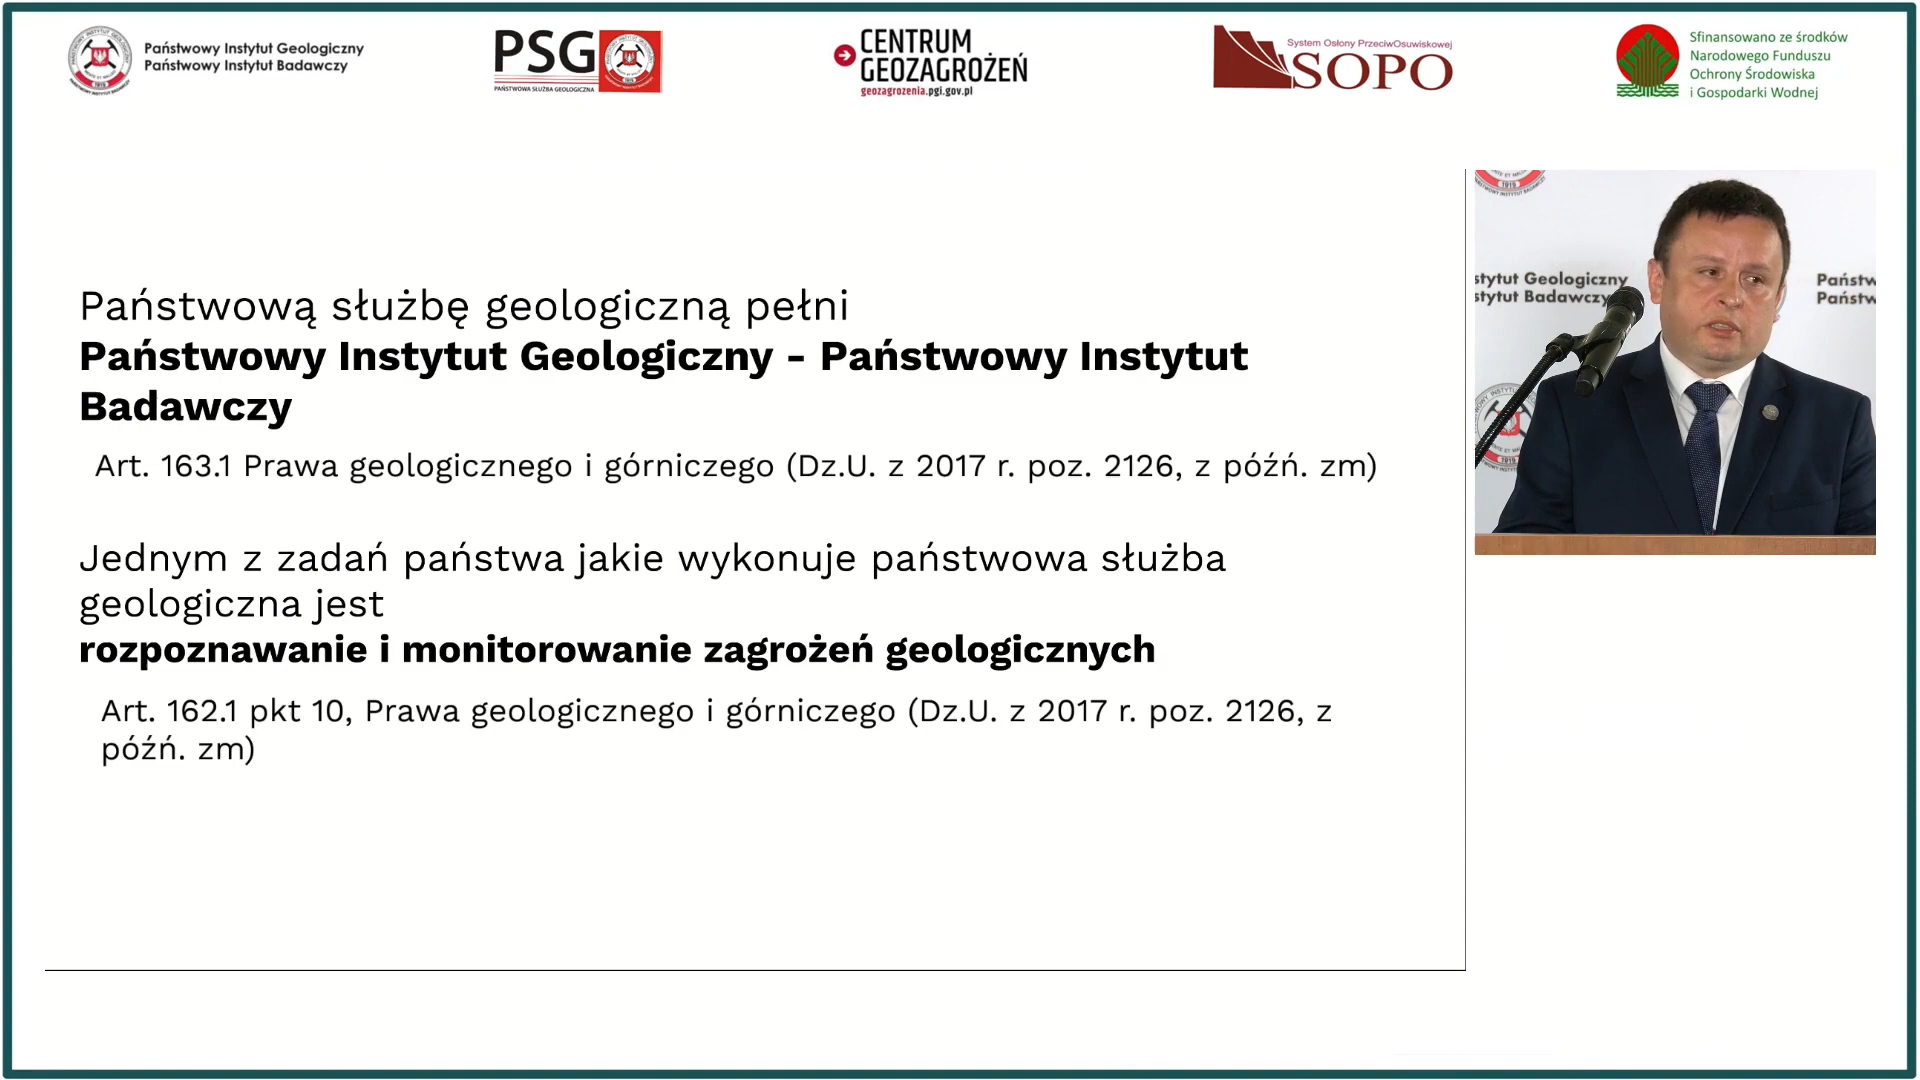 Państwowy Instytut Geologiczny
Państwowy Instytut Badawczy
PSG
PAŃSTWOWA SŁUŻBA GEOLOGICZNA
CENTRUM
GEOZAGROŻEŃ
geozagrozenia.pgi.gov.pl
System Osłony PrzeciwOsuwiskowej
SOPO
Sfinansowano ze środków
Narodowego Funduszu
Ochrony Środowiska
i Gospodarki Wodnej
Państwową służbę geologiczną pełni
Państwowy Instytut Geologiczny - Państwowy Instytut
Badawczy
Art. 163.1 Prawa geologicznego i górniczego (Dz.U. z 2017 r. poz. 2126, z późń. zm)
Jednym z zadań państwa jakie wykonuje państwowa służba
geologiczna jest
rozpoznawanie i monitorowanie zagrożeń geologicznych
Art. 162.1 pkt 10, Prawa geologicznego i górniczego (Dz.U. z 2017 r. poz. 2126, z
późń. zm)
1919
stytut Geologiczny
stytut Badawczy
Państw
Państw